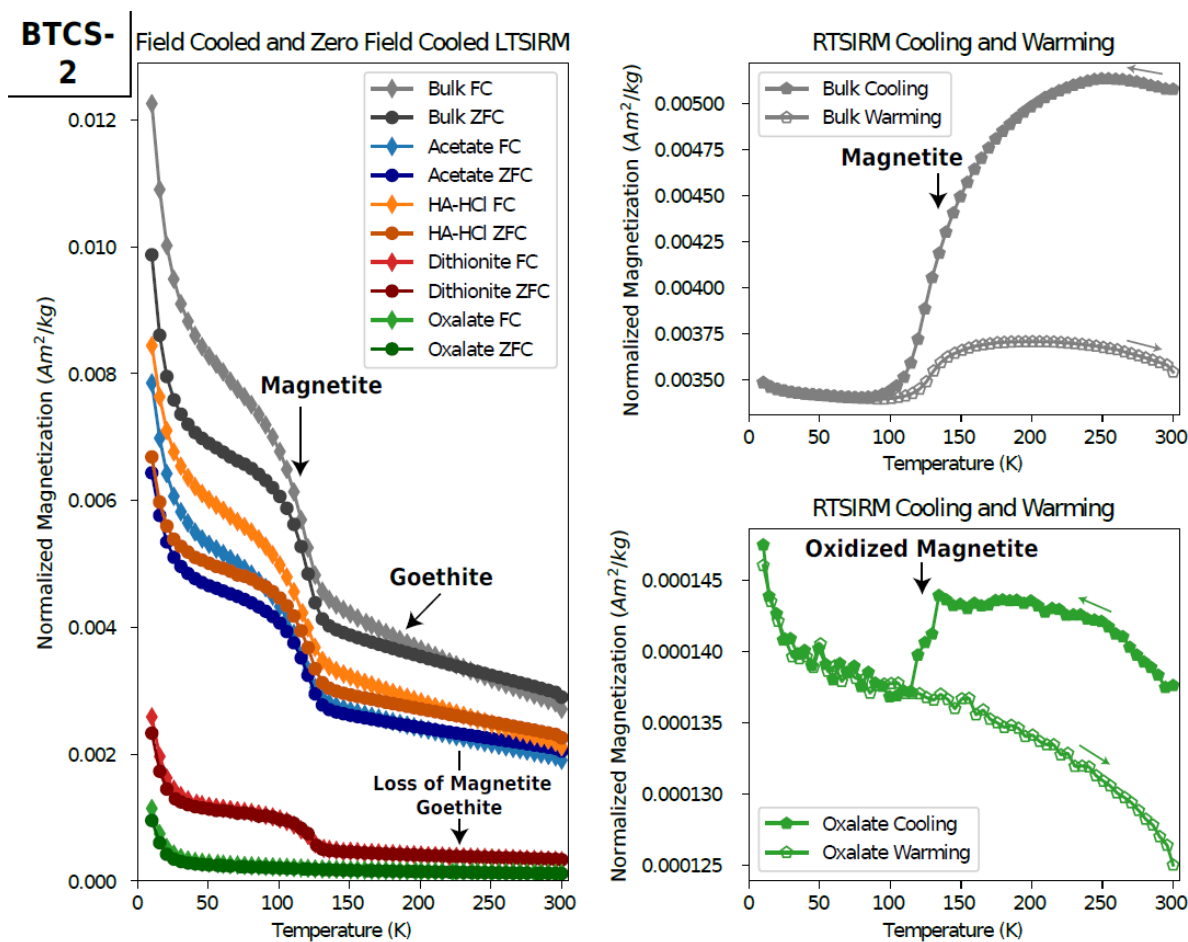 BTCS-
2
Field Cooled and Zero Field Cooled LTSIRM
Normalized Magnetization (Am²/kg)
0.012
0.010
0.008
0.006
0.004
0.002
0.000
Bulk FC
Bulk ZFC
Acetate FC
Acetate ZFC
HA-HCl FC
HA-HCl ZFC
Dithionite FC
Dithionite ZFC
Oxalate FC
Oxalate ZFC
Magnetite
Goethite
Loss of Magnetite
Goethite
0 50 100 150 200 250 300
Temperature (K)
RTSIRM Cooling and Warming
Normalized Magnetization (Am²/kg)
0.00500
0.00475
0.00450
0.00425
0.00400
0.00375
0.00350
Bulk Cooling
Bulk Warming
Magnetite
0 50 100 150 200 250 300
Temperature (K)
RTSIRM Cooling and Warming
Normalized Magnetization (Am²/kg)
0.000145
0.000140
0.000135
0.000130
0.000125
Oxidized Magnetite
Oxalate Cooling
Oxalate Warming
0 50 100 150 200 250 300
Temperature (K)